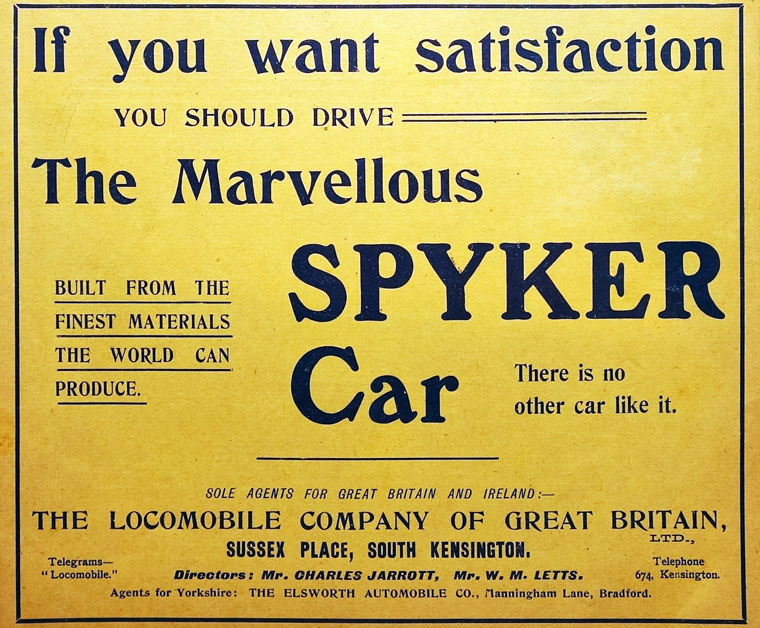 If you want satisfaction
YOU SHOULD DRIVE
The Marvellous
SPYKER
Car
BUILT FROM THE
FINEST MATERIALS
THE WORLD CAN
PRODUCE.
There is no
other car like it.
SOLE AGENTS FOR GREAT BRITAIN AND IRELAND:—
THE LOCOMOBILE COMPANY OF GREAT BRITAIN, LTD.,
SUSSEX PLACE, SOUTH KENSINGTON.
Telegrams—
"Locomobile."
Directors: Mr. CHARLES JARROTT, Mr. W. M. LETTS.
Telephone
674, Kensington.
Agents for Yorkshire: THE ELSWORTH AUTOMOBILE CO., Manningham Lane, Bradford.